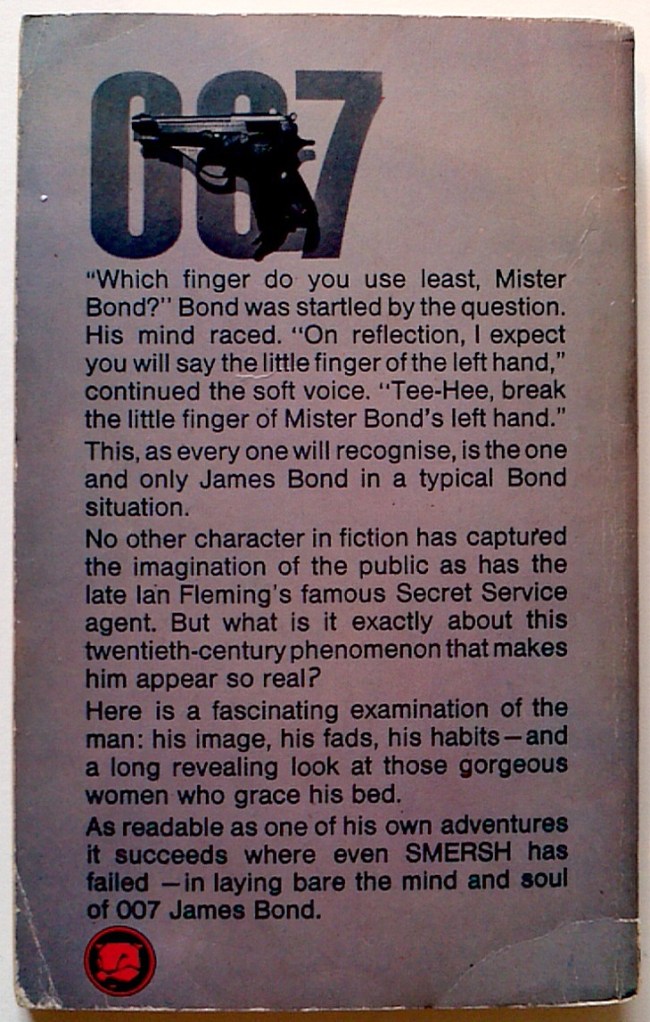 007
“Which finger do you use least, Mister
Bond?” Bond was startled by the question.
His mind raced. “On reflection, I expect
you will say the little finger of the left hand,”
continued the soft voice. “Tee-Hee, break
the little finger of Mister Bond’s left hand.”
This, as every one will recognise, is the one
and only James Bond in a typical Bond
situation.
No other character in fiction has captured
the imagination of the public as has the
late Ian Fleming’s famous Secret Service
agent. But what is it exactly about this
twentieth-century phenomenon that makes
him appear so real?
Here is a fascinating examination of the
man: his image, his fads, his habits—and
a long revealing look at those gorgeous
women who grace his bed.
As readable as one of his own adventures
it succeeds where even SMERSH has
failed —in laying bare the mind and soul
of 007 James Bond.